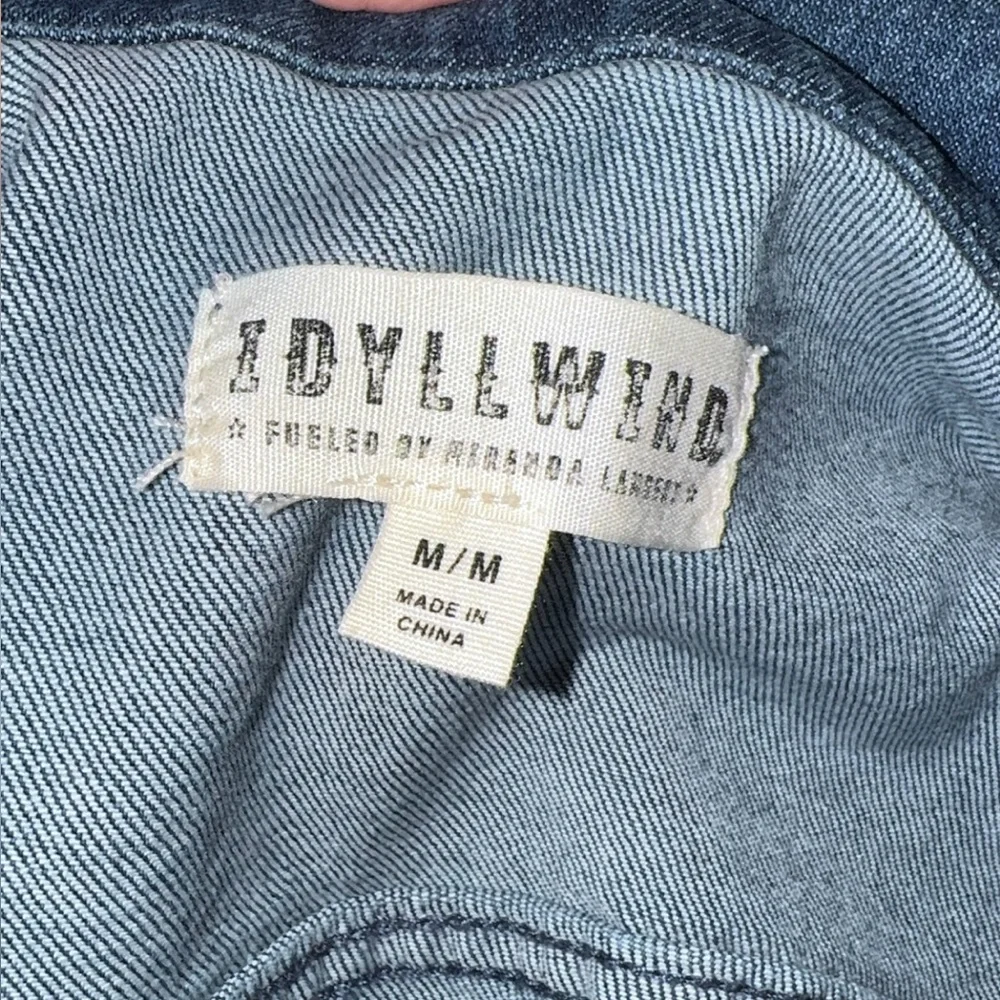 IDYLLWIND
☆ FUELED BY MIRANDA LAMBERT ☆
M/M
MADE IN
CHINA